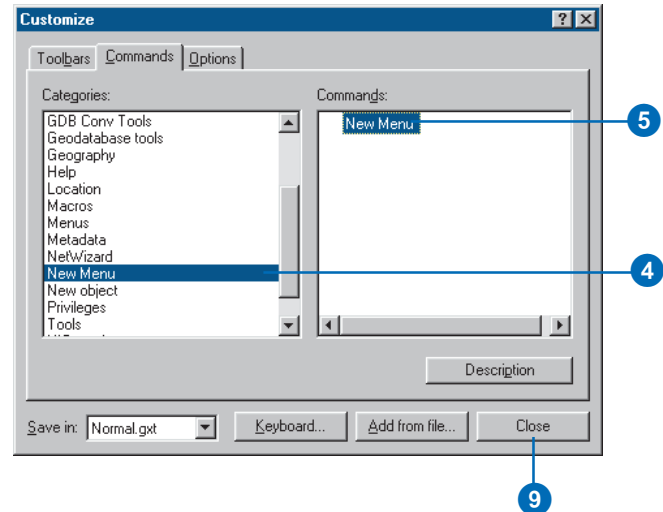 Customize
Toolbars Commands Options
Categories: Commands:
GDB Conv Tools
Geodatabase tools
Geography
Help
Location
Macros
Menus
Metadata
NetWizard
New Menu
New object
Privileges
Tools
New Menu
5
4
Description
Save in: Normal.gxt Keyboard... Add from file... Close
9